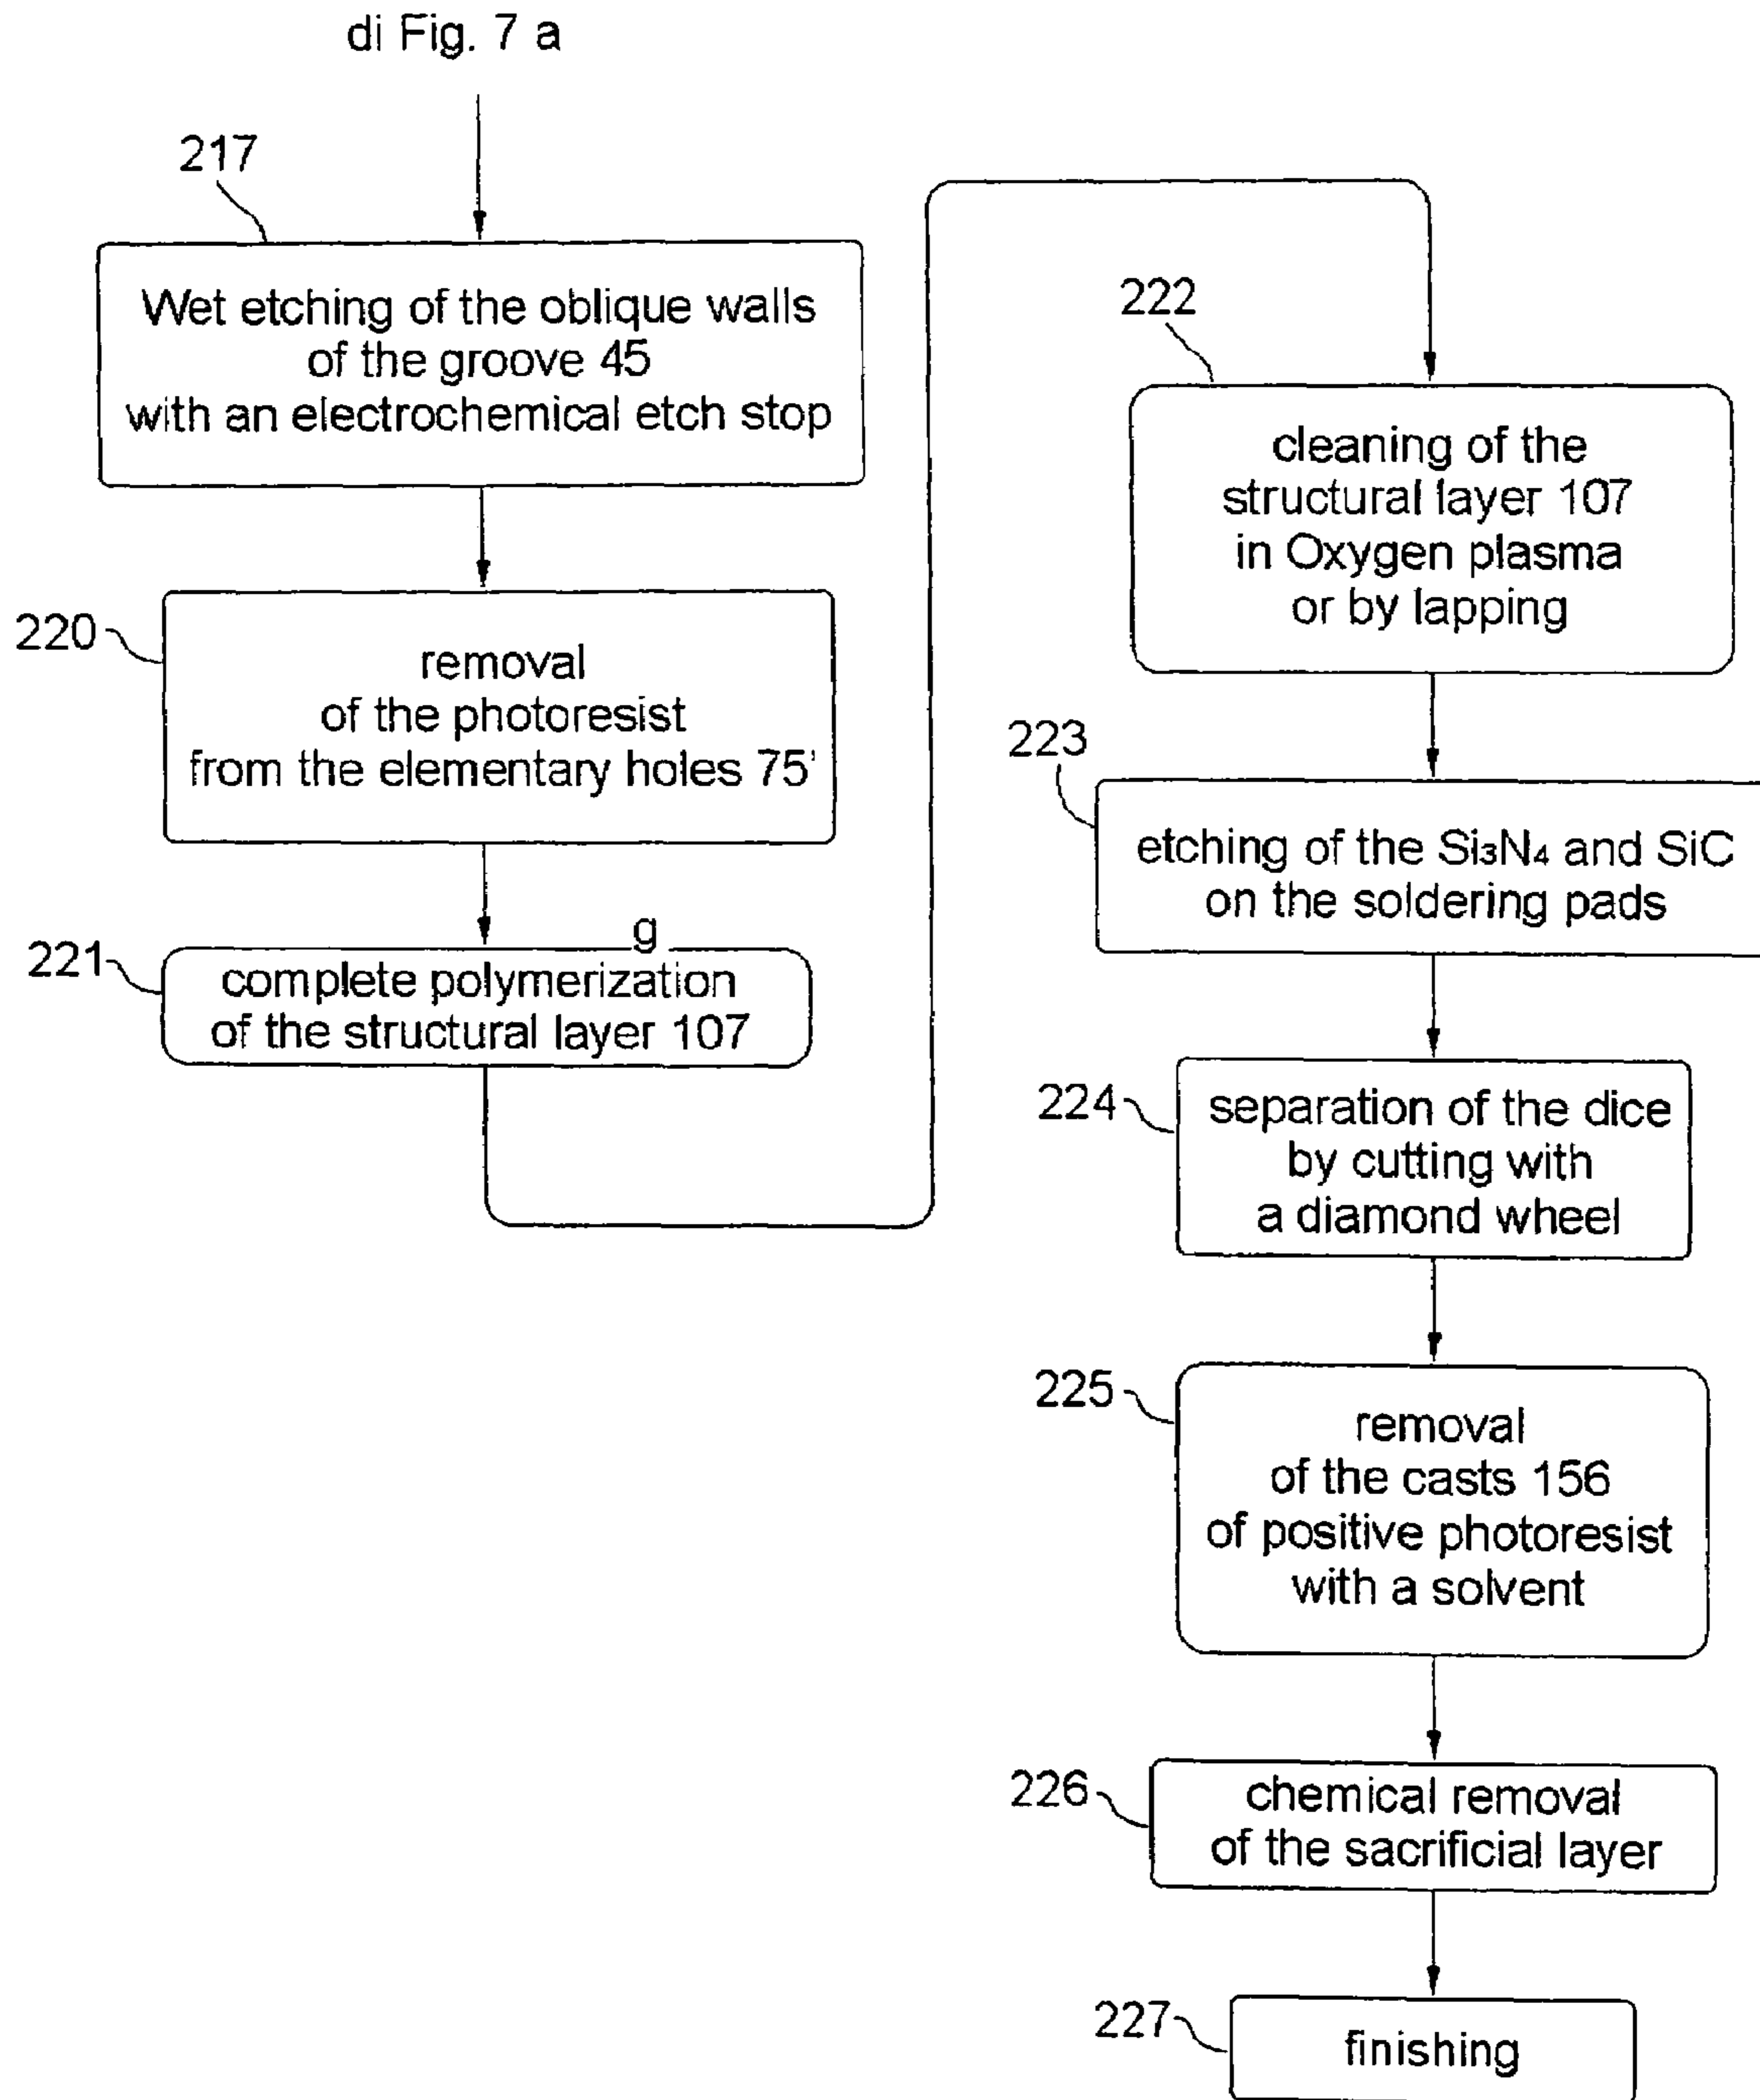 di Fig. 7 a
217
Wet etching of the oblique walls
of the groove 45
with an electrochemical etch stop
220
removal
of the photoresist
from the elementary holes 75'
g
221
complete polymerization
of the structural layer 107
222
cleaning of the
structural layer 107
in Oxygen plasma
or by lapping
223
etching of the Si₃N₄ and SiC
on the soldering pads
224
separation of the dice
by cutting with
a diamond wheel
225
removal
of the casts 156
of positive photoresist
with a solvent
226
chemical removal
of the sacrificial layer
227
finishing